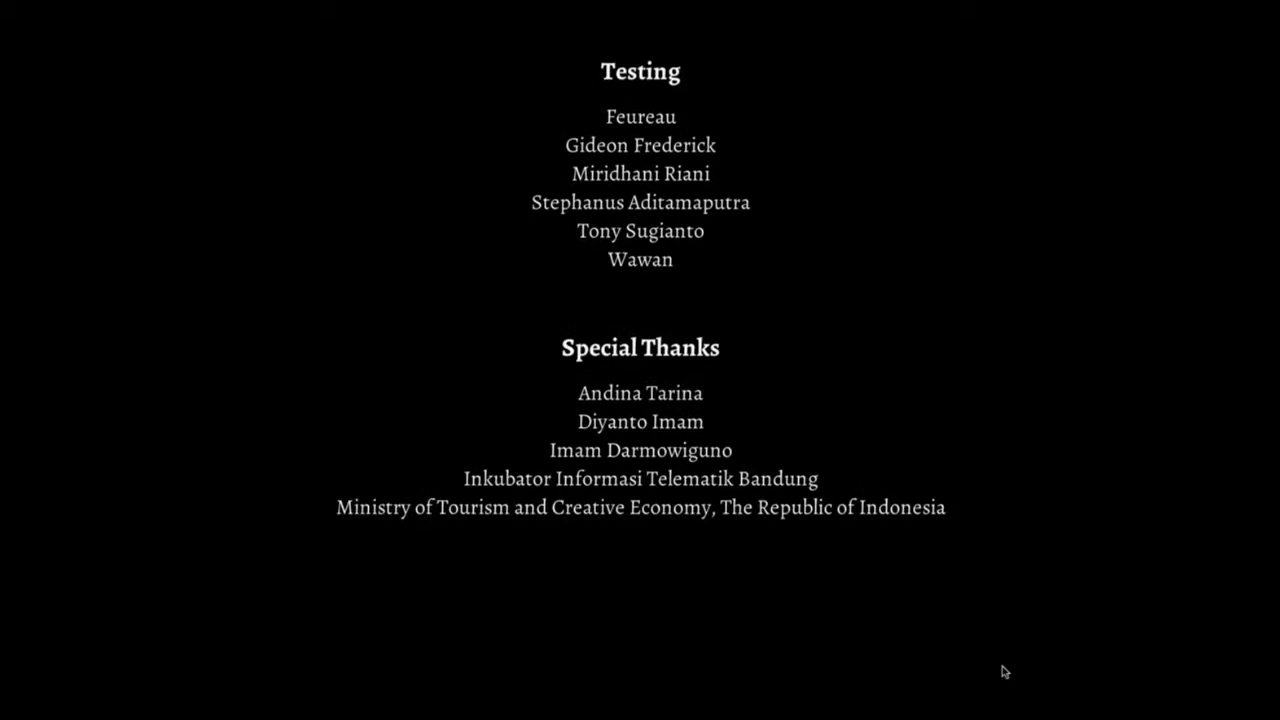 Testing
Feureau
Gideon Frederick
Miridhani Riani
Stephanus Aditamaputra
Tony Sugianto
Wawan
Special Thanks
Andina Tarina
Diyanto Imam
Imam Darmowiguno
Inkubator Informasi Telematik Bandung
Ministry of Tourism and Creative Economy, The Republic of Indonesia